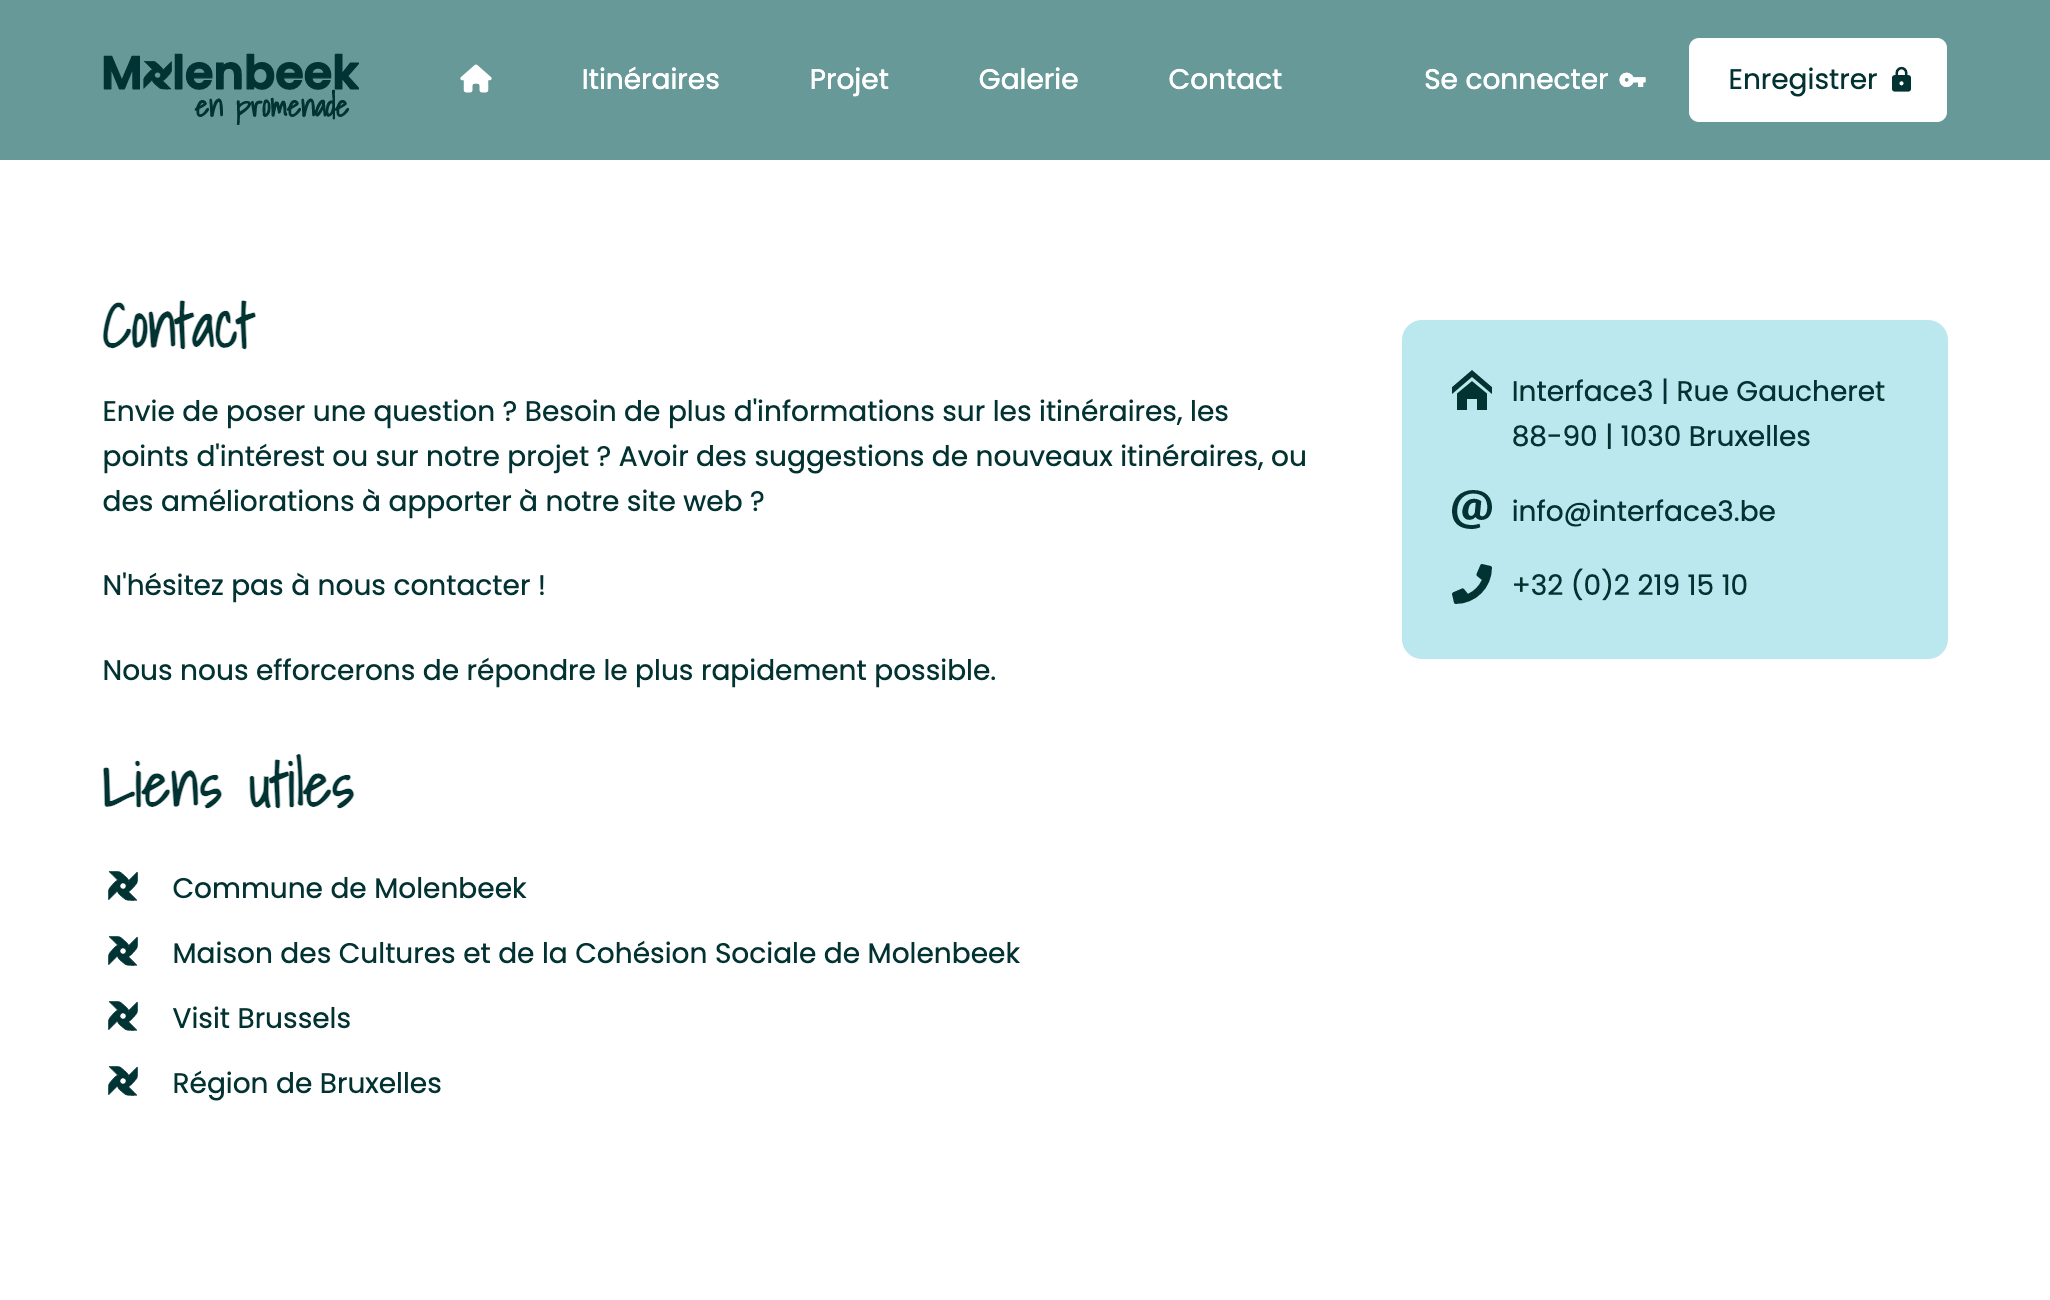 Molenbeek
en promenade
Itinéraires
Projet
Galerie
Contact
Se connecter
Enregistrer
Contact
Envie de poser une question ? Besoin de plus d'informations sur les itinéraires, les
points d'intérest ou sur notre projet ? Avoir des suggestions de nouveaux itinéraires, ou
des améliorations à apporter à notre site web ?
N'hésitez pas à nous contacter !
Nous nous efforcerons de répondre le plus rapidement possible.
Interface3 | Rue Gaucheret
88-90 | 1030 Bruxelles
info@interface3.be
+32 (0)2 219 15 10
Liens utiles
Commune de Molenbeek
Maison des Cultures et de la Cohésion Sociale de Molenbeek
Visit Brussels
Région de Bruxelles